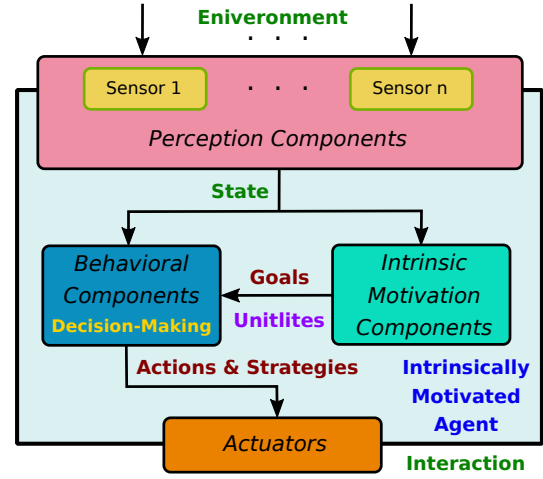 Eniveronment
. . .
Sensor 1 . . . Sensor n
Perception Components
State
Behavioral
Components
Decision-Making
Goals
Unitlites
Intrinsic
Motivation
Components
Actions & Strategies
Intrinsically
Motivated
Agent
Actuators
Interaction